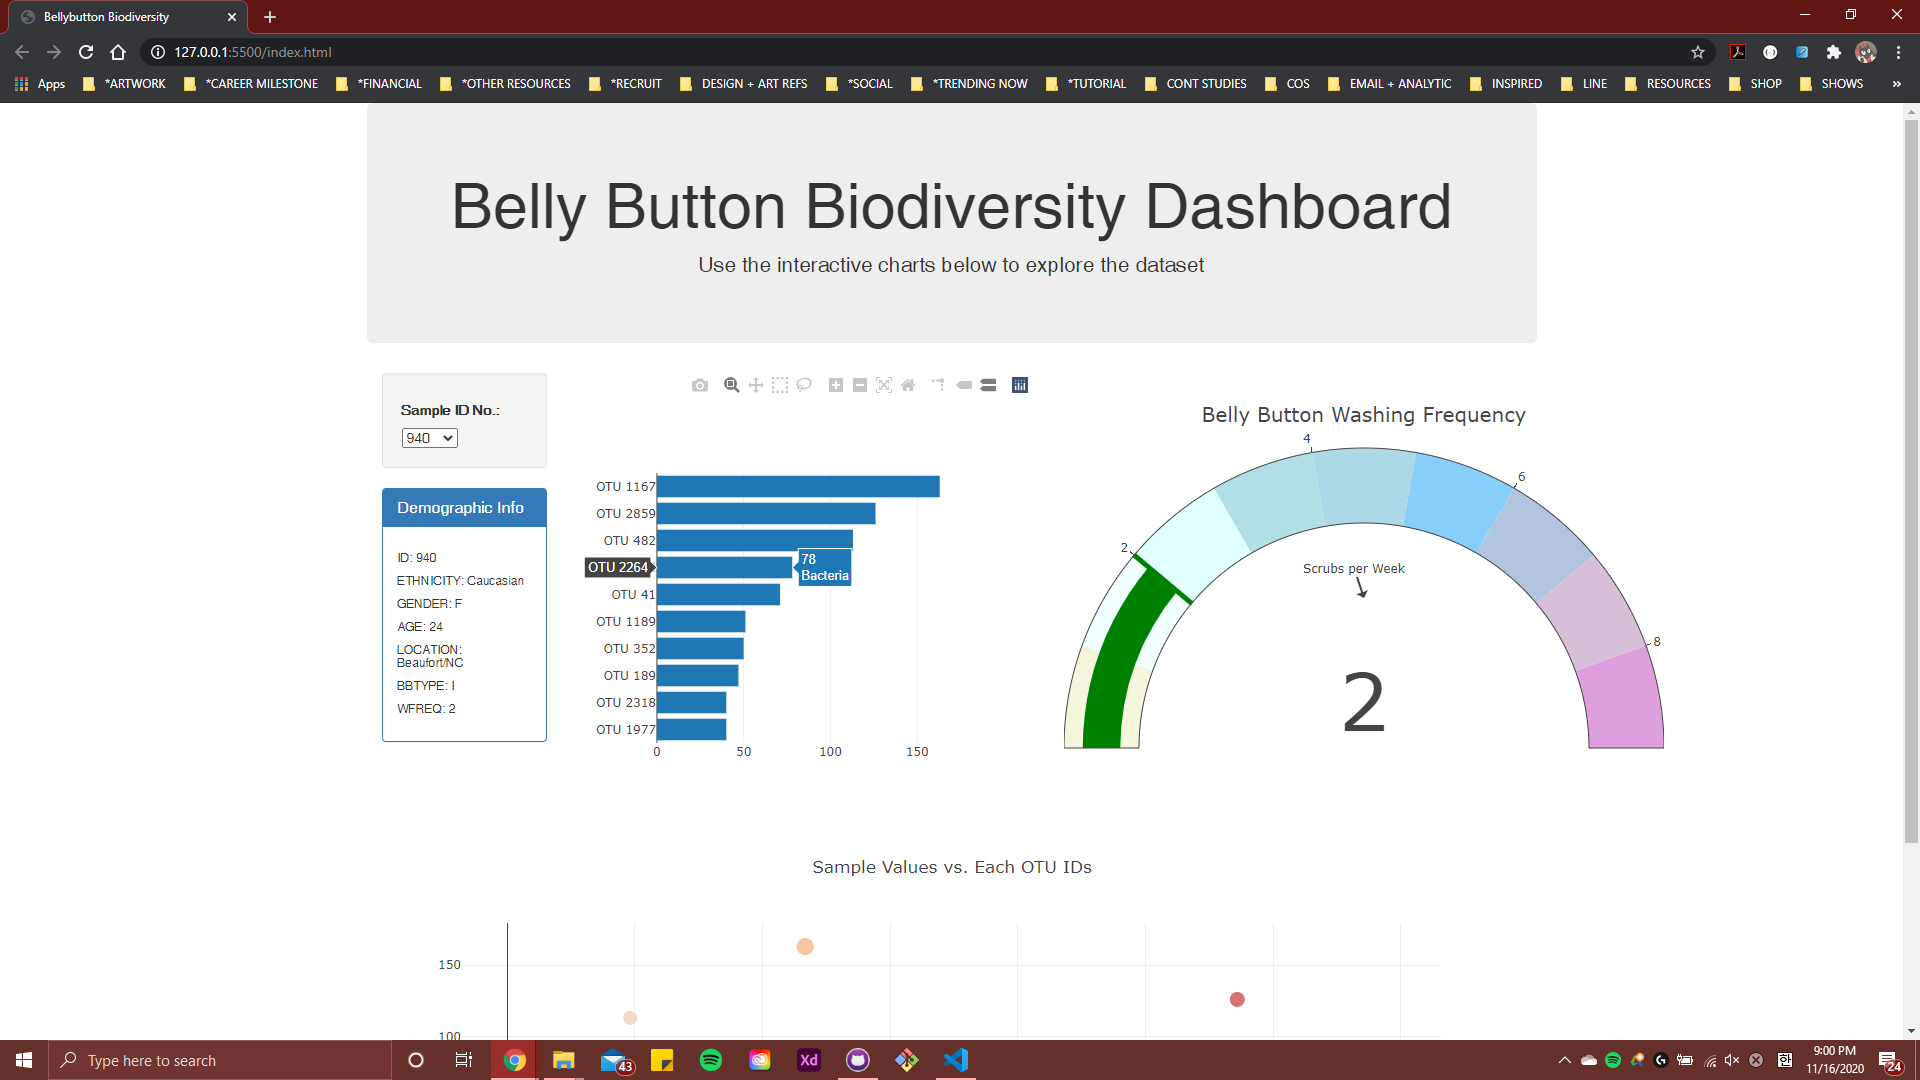 Bellybutton Biodiversity
127.0.0.1:5500/index.html
Apps *ARTWORK *CAREER MILESTONE *FINANCIAL *OTHER RESOURCES *RECRUIT DESIGN + ART REFS *SOCIAL *TRENDING NOW *TUTORIAL CONT STUDIES COS EMAIL + ANALYTIC INSPIRED LINE RESOURCES SHOP SHOWS »
Belly Button Biodiversity Dashboard
Use the interactive charts below to explore the dataset
Sample ID No.:
940
Demographic Info
ID: 940
ETHNICITY: Caucasian
GENDER: F
AGE: 24
LOCATION:
Beaufort/NC
BBTYPE: I
WFREQ: 2
OTU 1167
OTU 2859
OTU 482
OTU 2264
78
Bacteria
OTU 41
OTU 1189
OTU 352
OTU 189
OTU 2318
OTU 1977
0 50 100 150
Belly Button Washing Frequency
2 4 6 8
Scrubs per Week
2
Sample Values vs. Each OTU IDs
150
100
Type here to search
43
Xd
한
9:00 PM
11/16/2020
24